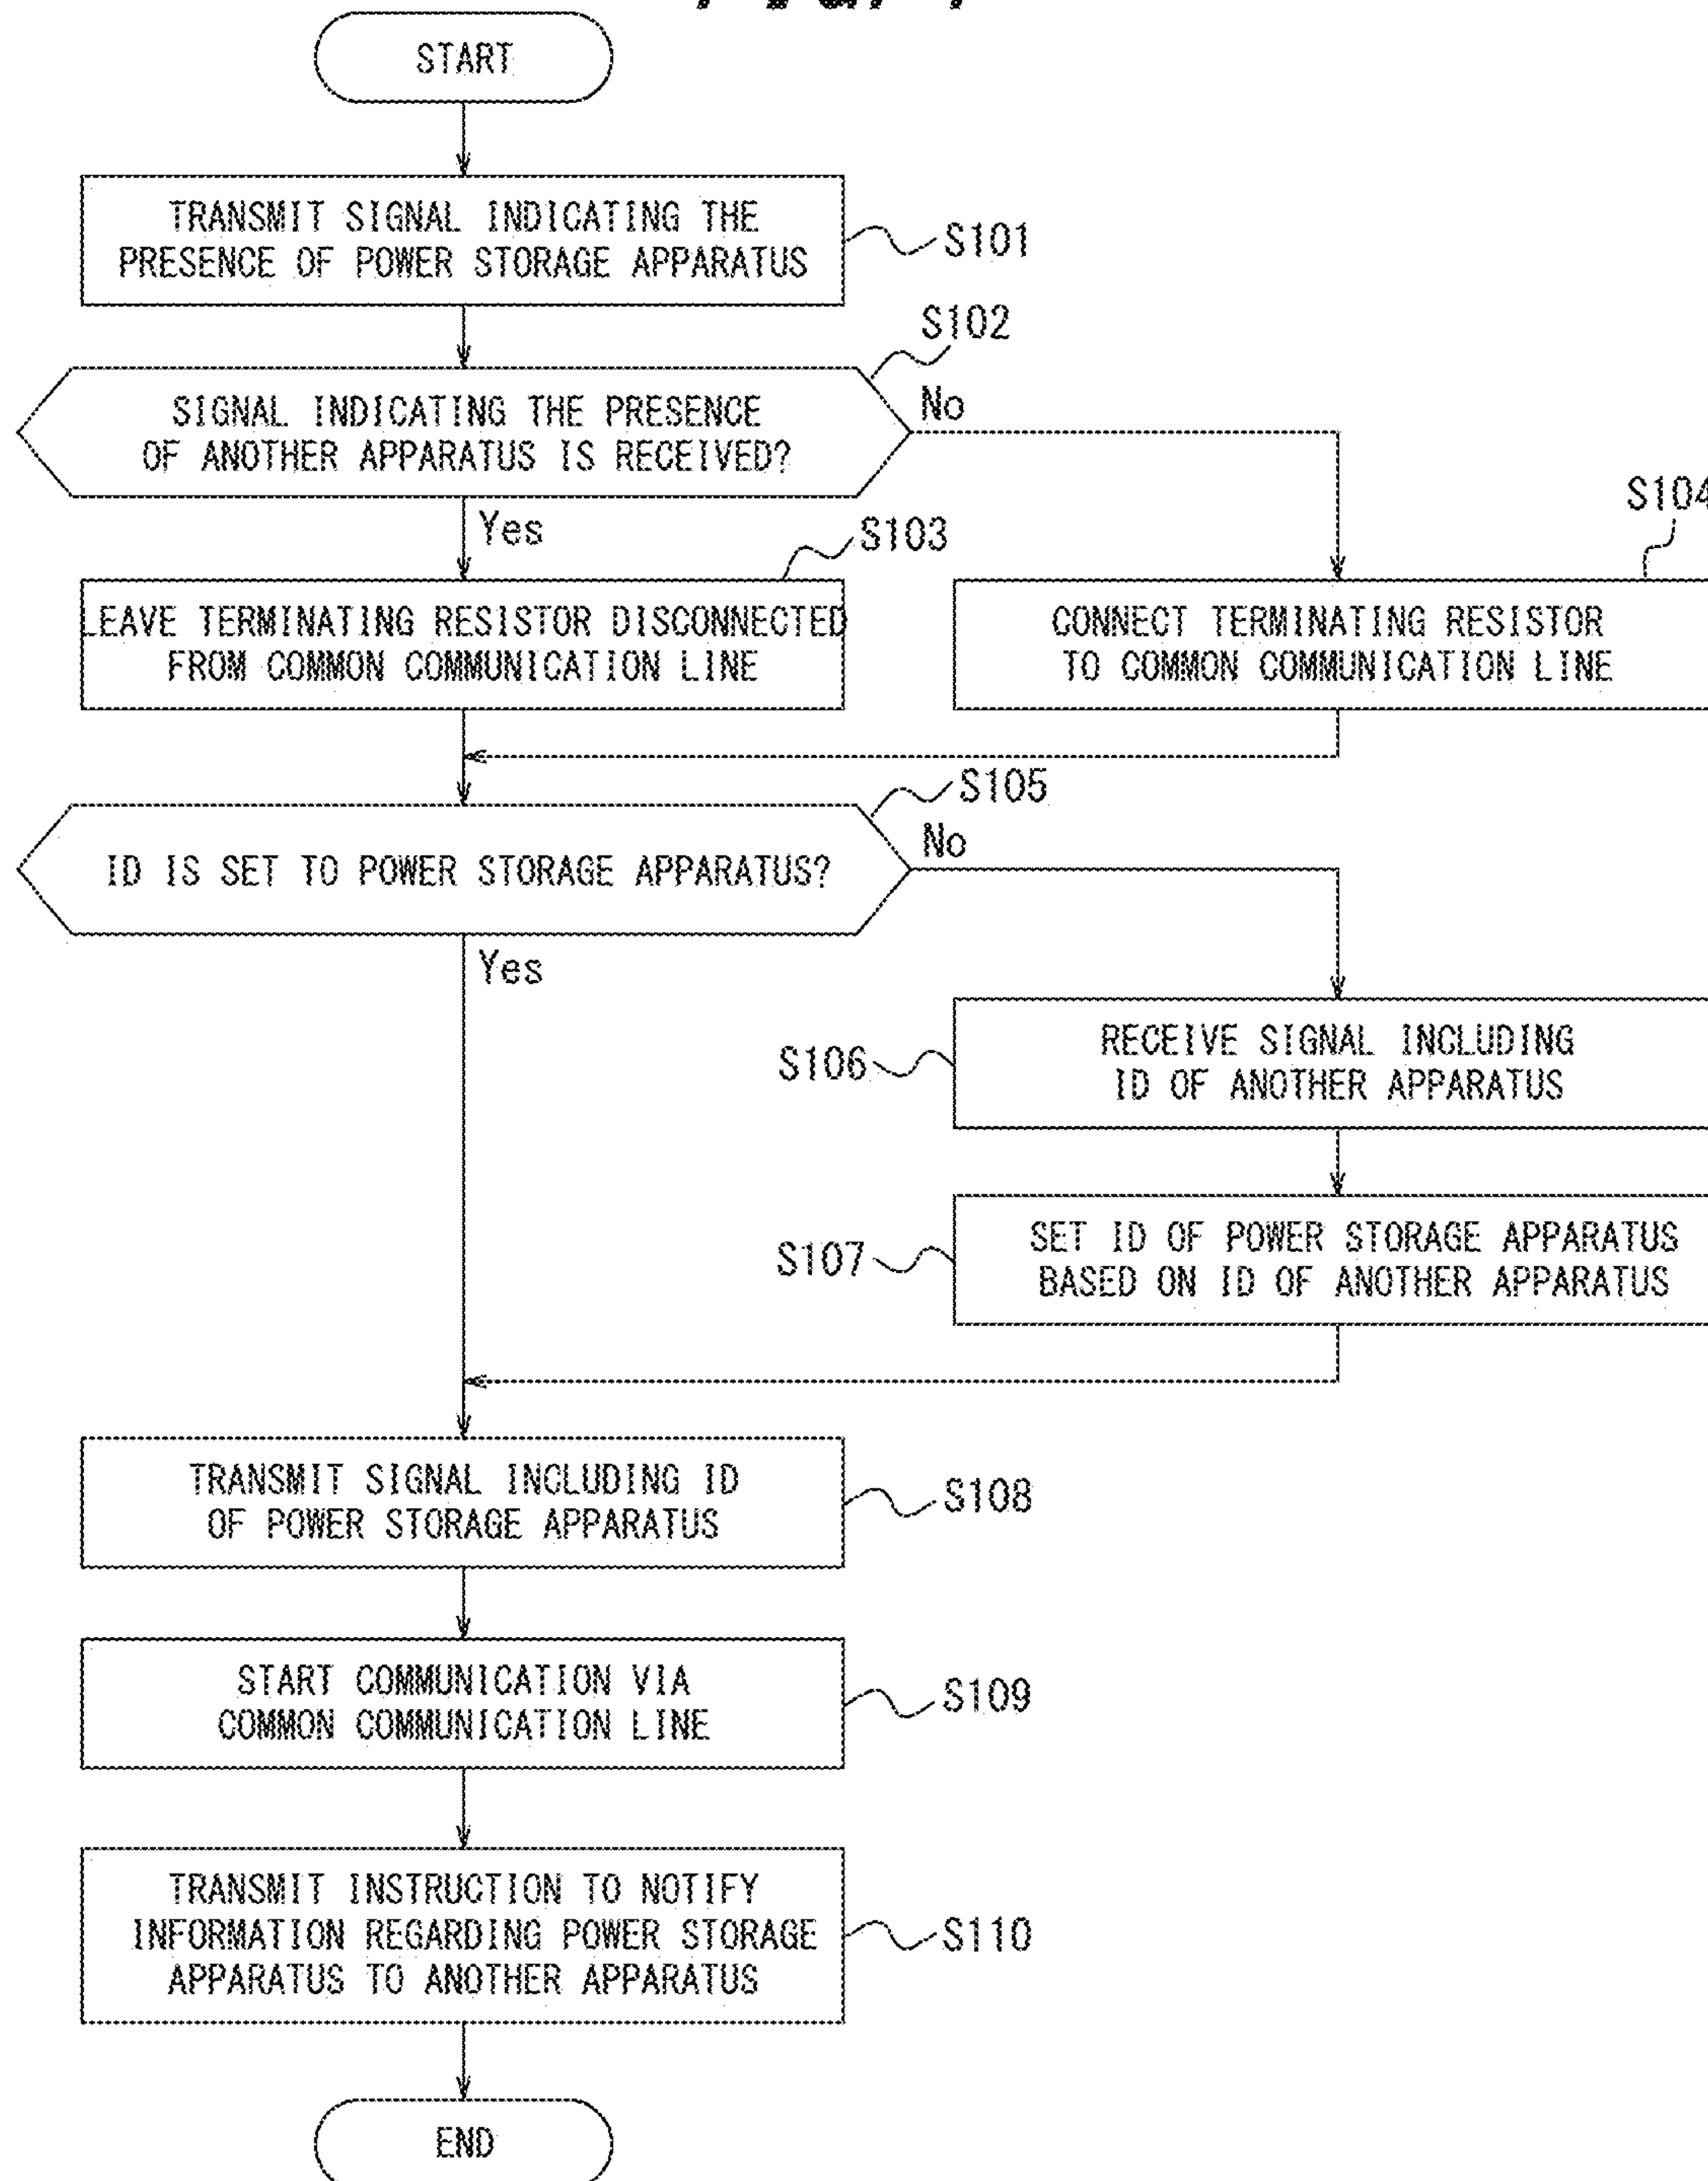 START
TRANSMIT SIGNAL INDICATING THE
PRESENCE OF POWER STORAGE APPARATUS
S101
S102
SIGNAL INDICATING THE PRESENCE
OF ANOTHER APPARATUS IS RECEIVED?
No
Yes
S103
S104
LEAVE TERMINATING RESISTOR DISCONNECTED
FROM COMMON COMMUNICATION LINE
CONNECT TERMINATING RESISTOR
TO COMMON COMMUNICATION LINE
S105
ID IS SET TO POWER STORAGE APPARATUS?
No
Yes
S106
RECEIVE SIGNAL INCLUDING
ID OF ANOTHER APPARATUS
S107
SET ID OF POWER STORAGE APPARATUS
BASED ON ID OF ANOTHER APPARATUS
TRANSMIT SIGNAL INCLUDING ID
OF POWER STORAGE APPARATUS
S108
START COMMUNICATION VIA
COMMON COMMUNICATION LINE
S109
TRANSMIT INSTRUCTION TO NOTIFY
INFORMATION REGARDING POWER STORAGE
APPARATUS TO ANOTHER APPARATUS
S110
END